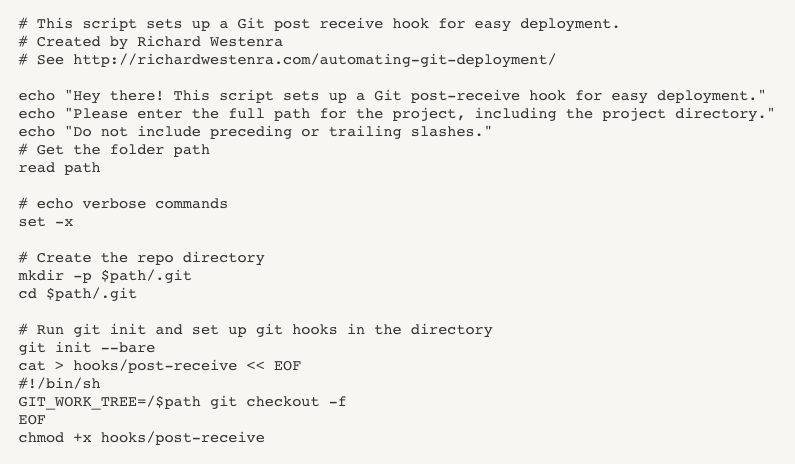 # This script sets up a Git post receive hook for easy deployment.
# Created by Richard Westenra
# See http://richardwestenra.com/automating-git-deployment/

echo "Hey there! This script sets up a Git post-receive hook for easy deployment."
echo "Please enter the full path for the project, including the project directory."
echo "Do not include preceding or trailing slashes."
# Get the folder path
read path

# echo verbose commands
set -x

# Create the repo directory
mkdir -p $path/.git
cd $path/.git

# Run git init and set up git hooks in the directory
git init --bare
cat > hooks/post-receive << EOF
#!/bin/sh
GIT_WORK_TREE=/$path git checkout -f
EOF
chmod +x hooks/post-receive